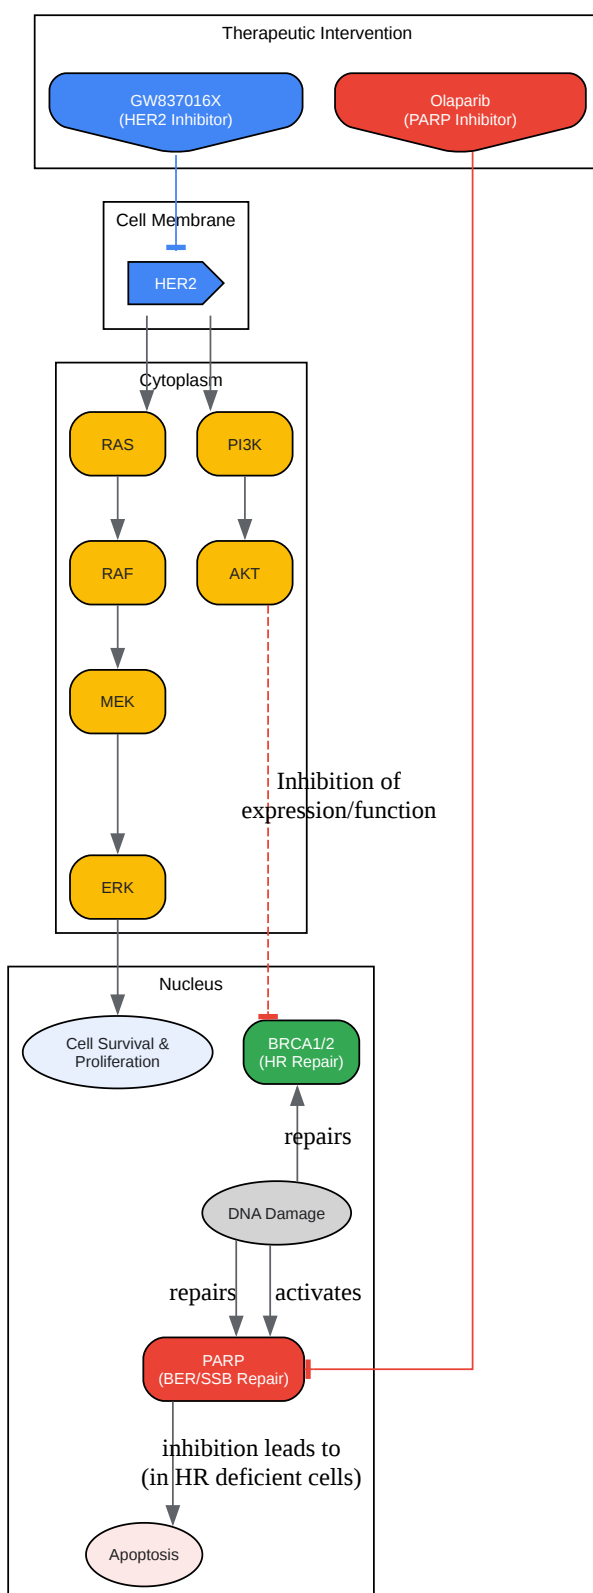 Therapeutic Intervention
GW837016X
(HER2 Inhibitor)
Olaparib
(PARP Inhibitor)
Cell Membrane
HER2
Cytoplasm
RAS
PI3K
RAF
AKT
MEK
Inhibition of
expression/function
ERK
Nucleus
Cell Survival &
Proliferation
BRCA1/2
(HR Repair)
repairs
DNA Damage
repairs
activates
PARP
(BER/SSB Repair)
inhibition leads to
(in HR deficient cells)
Apoptosis